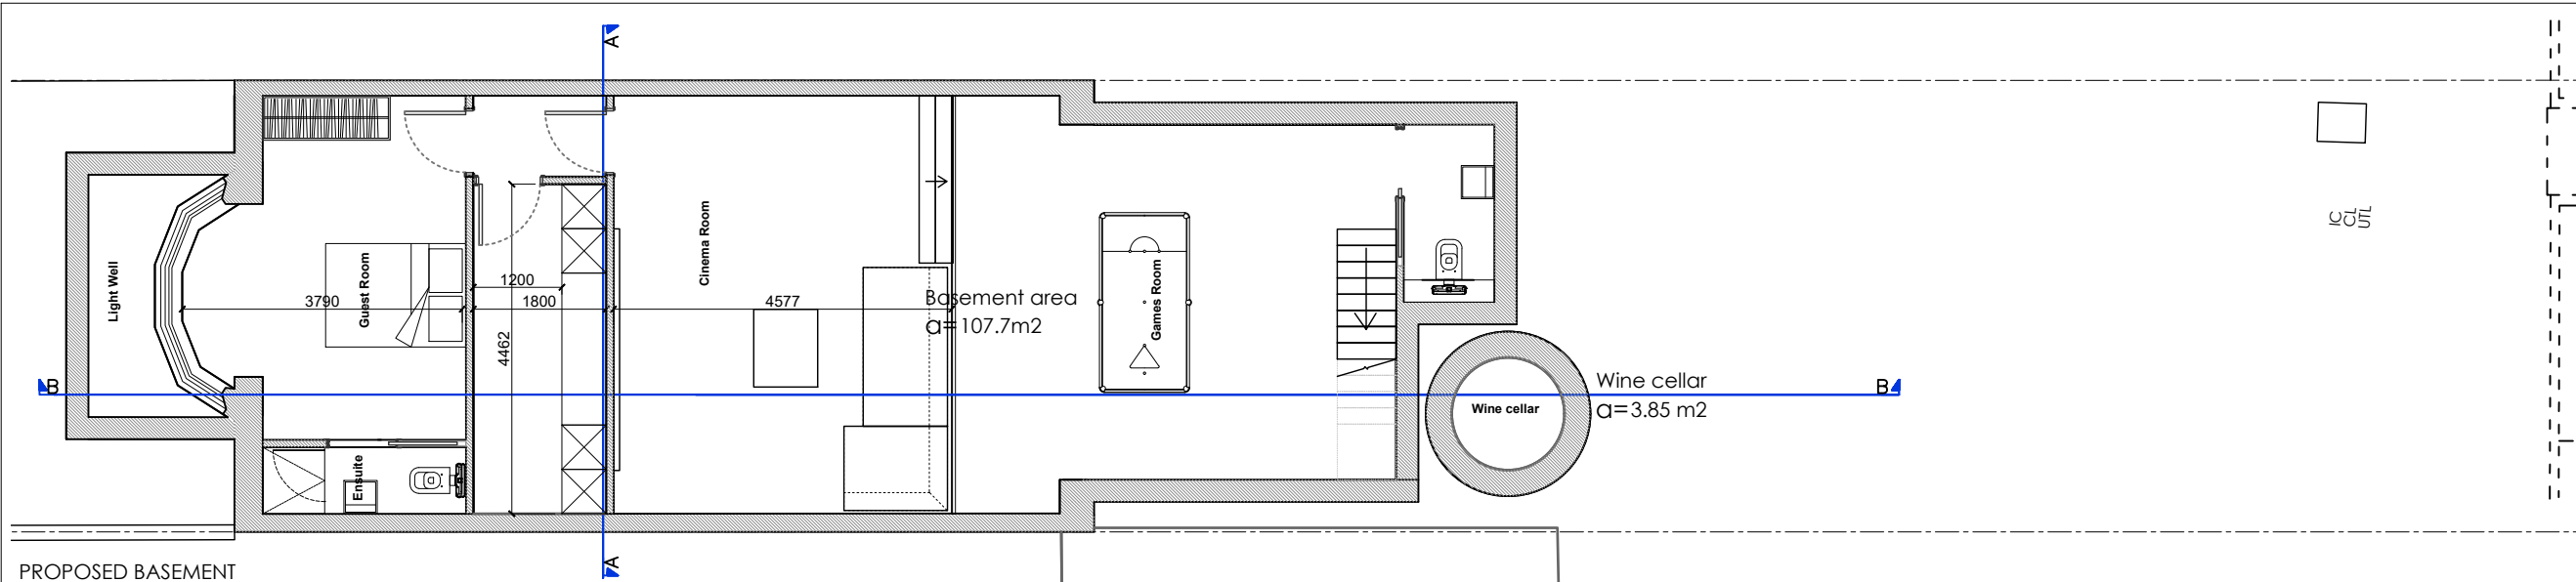 A
IC
CL
UTL
Light Well
Guest Room
Cinema Room
Games Room
1200
3790
1800
4577
4462
Basement area
a=107.7m2
B
B
Wine cellar
a=3.85 m2
Wine cellar
Ensuite
A
PROPOSED BASEMENT